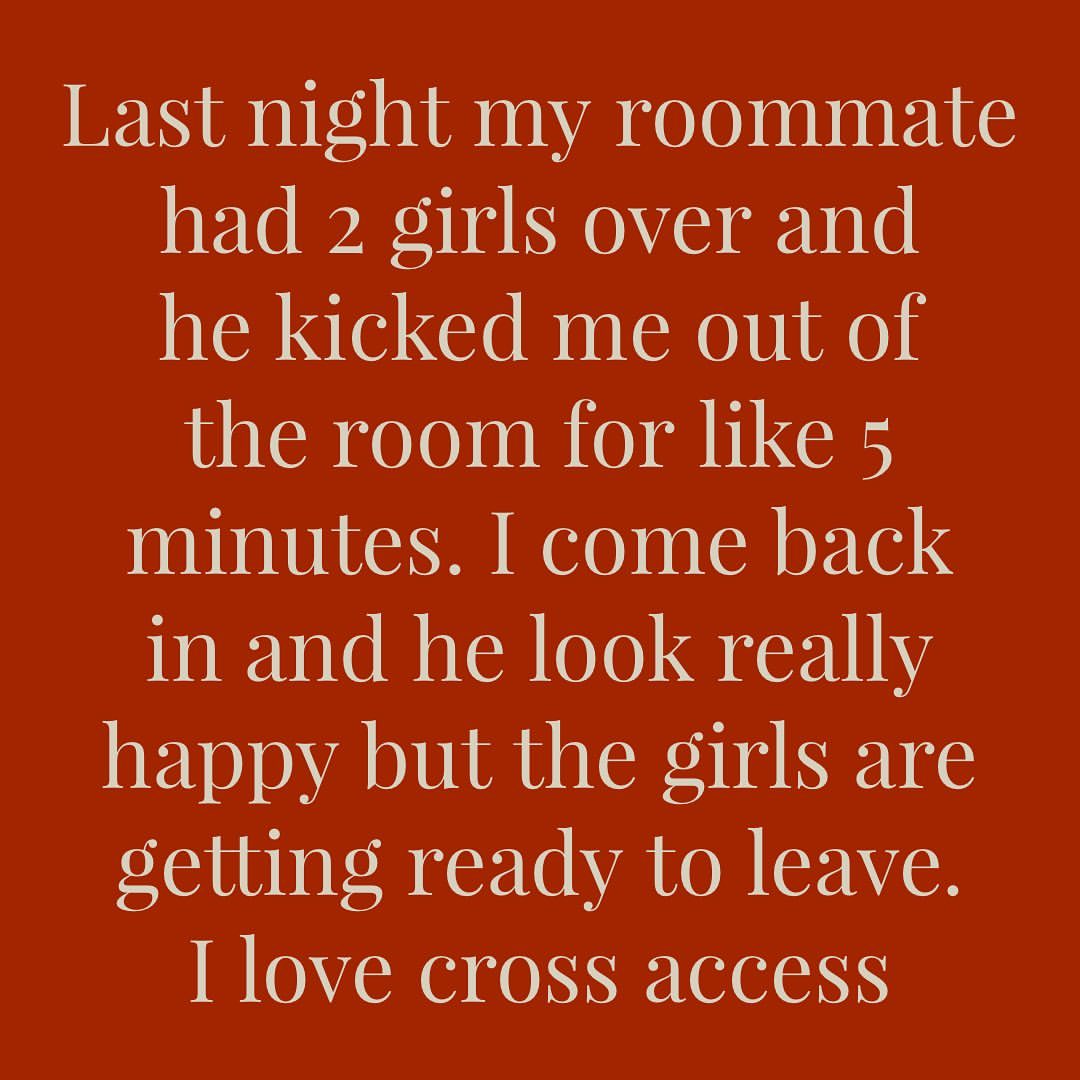 Last night my roommate
had 2 girls over and
he kicked me out of
the room for like 5
minutes. I come back
in and he look really
happy but the girls are
getting ready to leave.
I love cross access